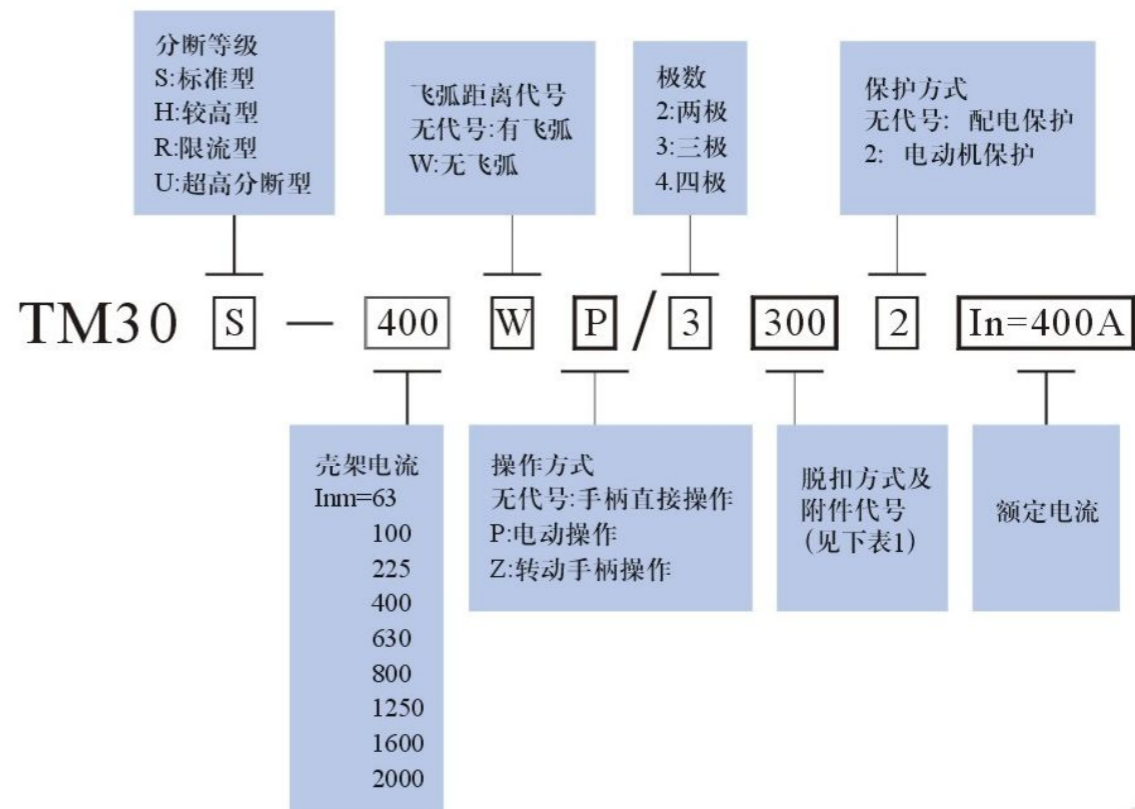 分断等级
S:标准型
H:较高型
R:限流型
U:超高分断型
飞弧距离代号
无代号:有飞弧
W:无飞弧
极数
2:两极
3:三极
4.四极
保护方式
无代号: 配电保护
2: 电动机保护
TM30 S — 400 W P / 3 300 2 In=400A
壳架电流
Inm=63
100
225
400
630
800
1250
1600
2000
操作方式
无代号:手柄直接操作
P:电动操作
Z:转动手柄操作
脱扣方式及
附件代号
(见下表1)
额定电流